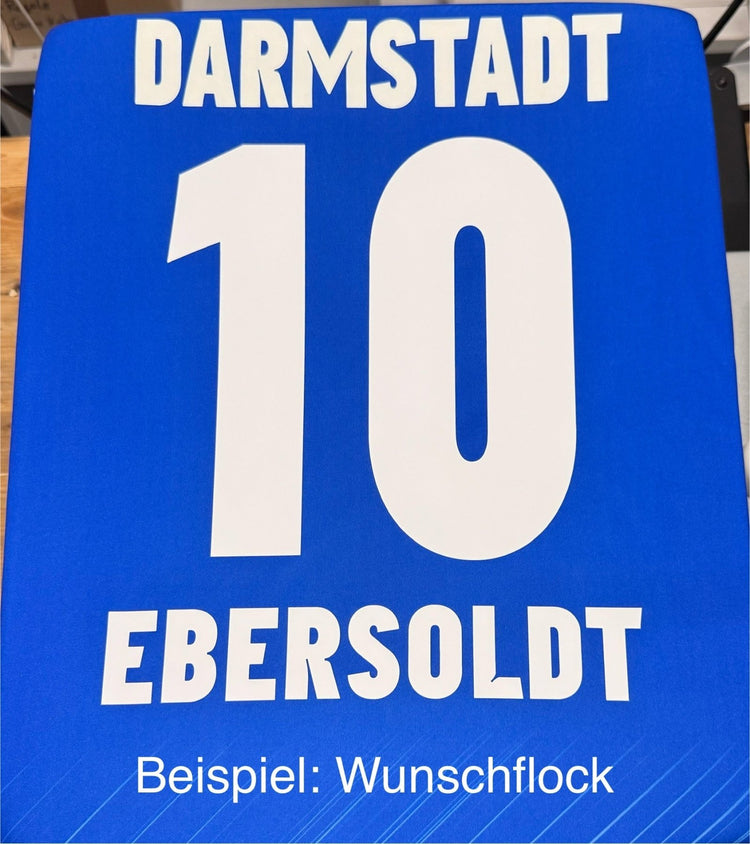 DARMSTADT
10
EBERSOLDT
Beispiel: Wunschflock